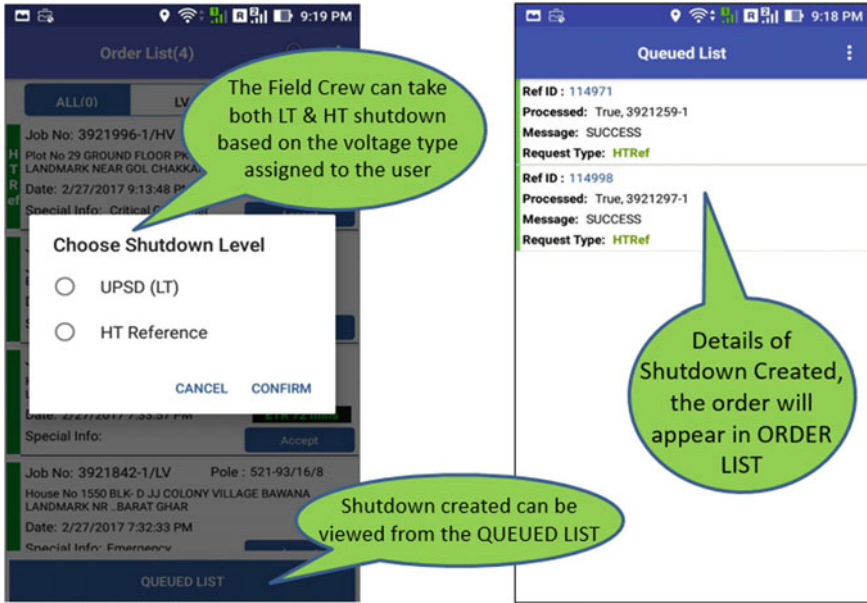 9:19 PM
Order List(4)
ALL(0) LV
The Field Crew can take
both LT & HT shutdown
based on the voltage type
assigned to the user
H
T
R
ef
Job No: 3921996-1/HV
Plot No 29 GROUND FLOOR PK
LANDMARK NEAR GOL CHAKKA
Date: 2/27/2017 9:13:48 PM
Special Info: Critical
Choose Shutdown Level
UPSD (LT)
HT Reference
CANCEL CONFIRM
Date: 2/27/2017 7:33:57 PM
Special Info: Accept
Job No: 3921842-1/LV Pole : 521-93/16/8
House No 1550 BLK- D JJ COLONY VILLAGE BAWANA
LANDMARK NR ..BARAT GHAR
Date: 2/27/2017 7:32:33 PM
Special Info: Emergency
Shutdown created can be
viewed from the QUEUED LIST
QUEUED LIST
R 9:18 PM
Queued List
Ref ID : 114971
Processed: True, 3921259-1
Message: SUCCESS
Request Type: HTRef
Ref ID : 114998
Processed: True, 3921297-1
Message: SUCCESS
Request Type: HTRef
Details of
Shutdown Created,
the order will
appear in ORDER
LIST